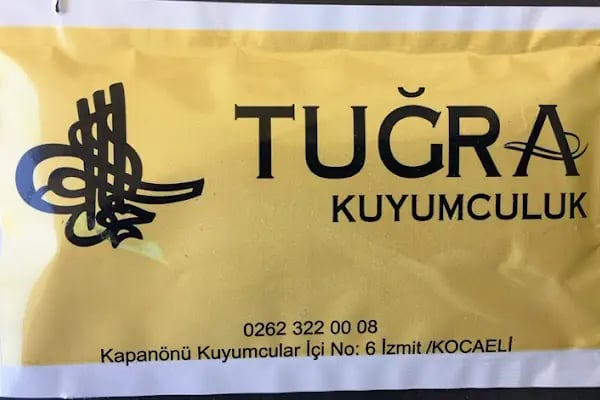 TUĞRA
KUYUMCULUK
0262 322 00 08
Kapanönü Kuyumcular İçi No: 6 İzmit /KOCAELİ